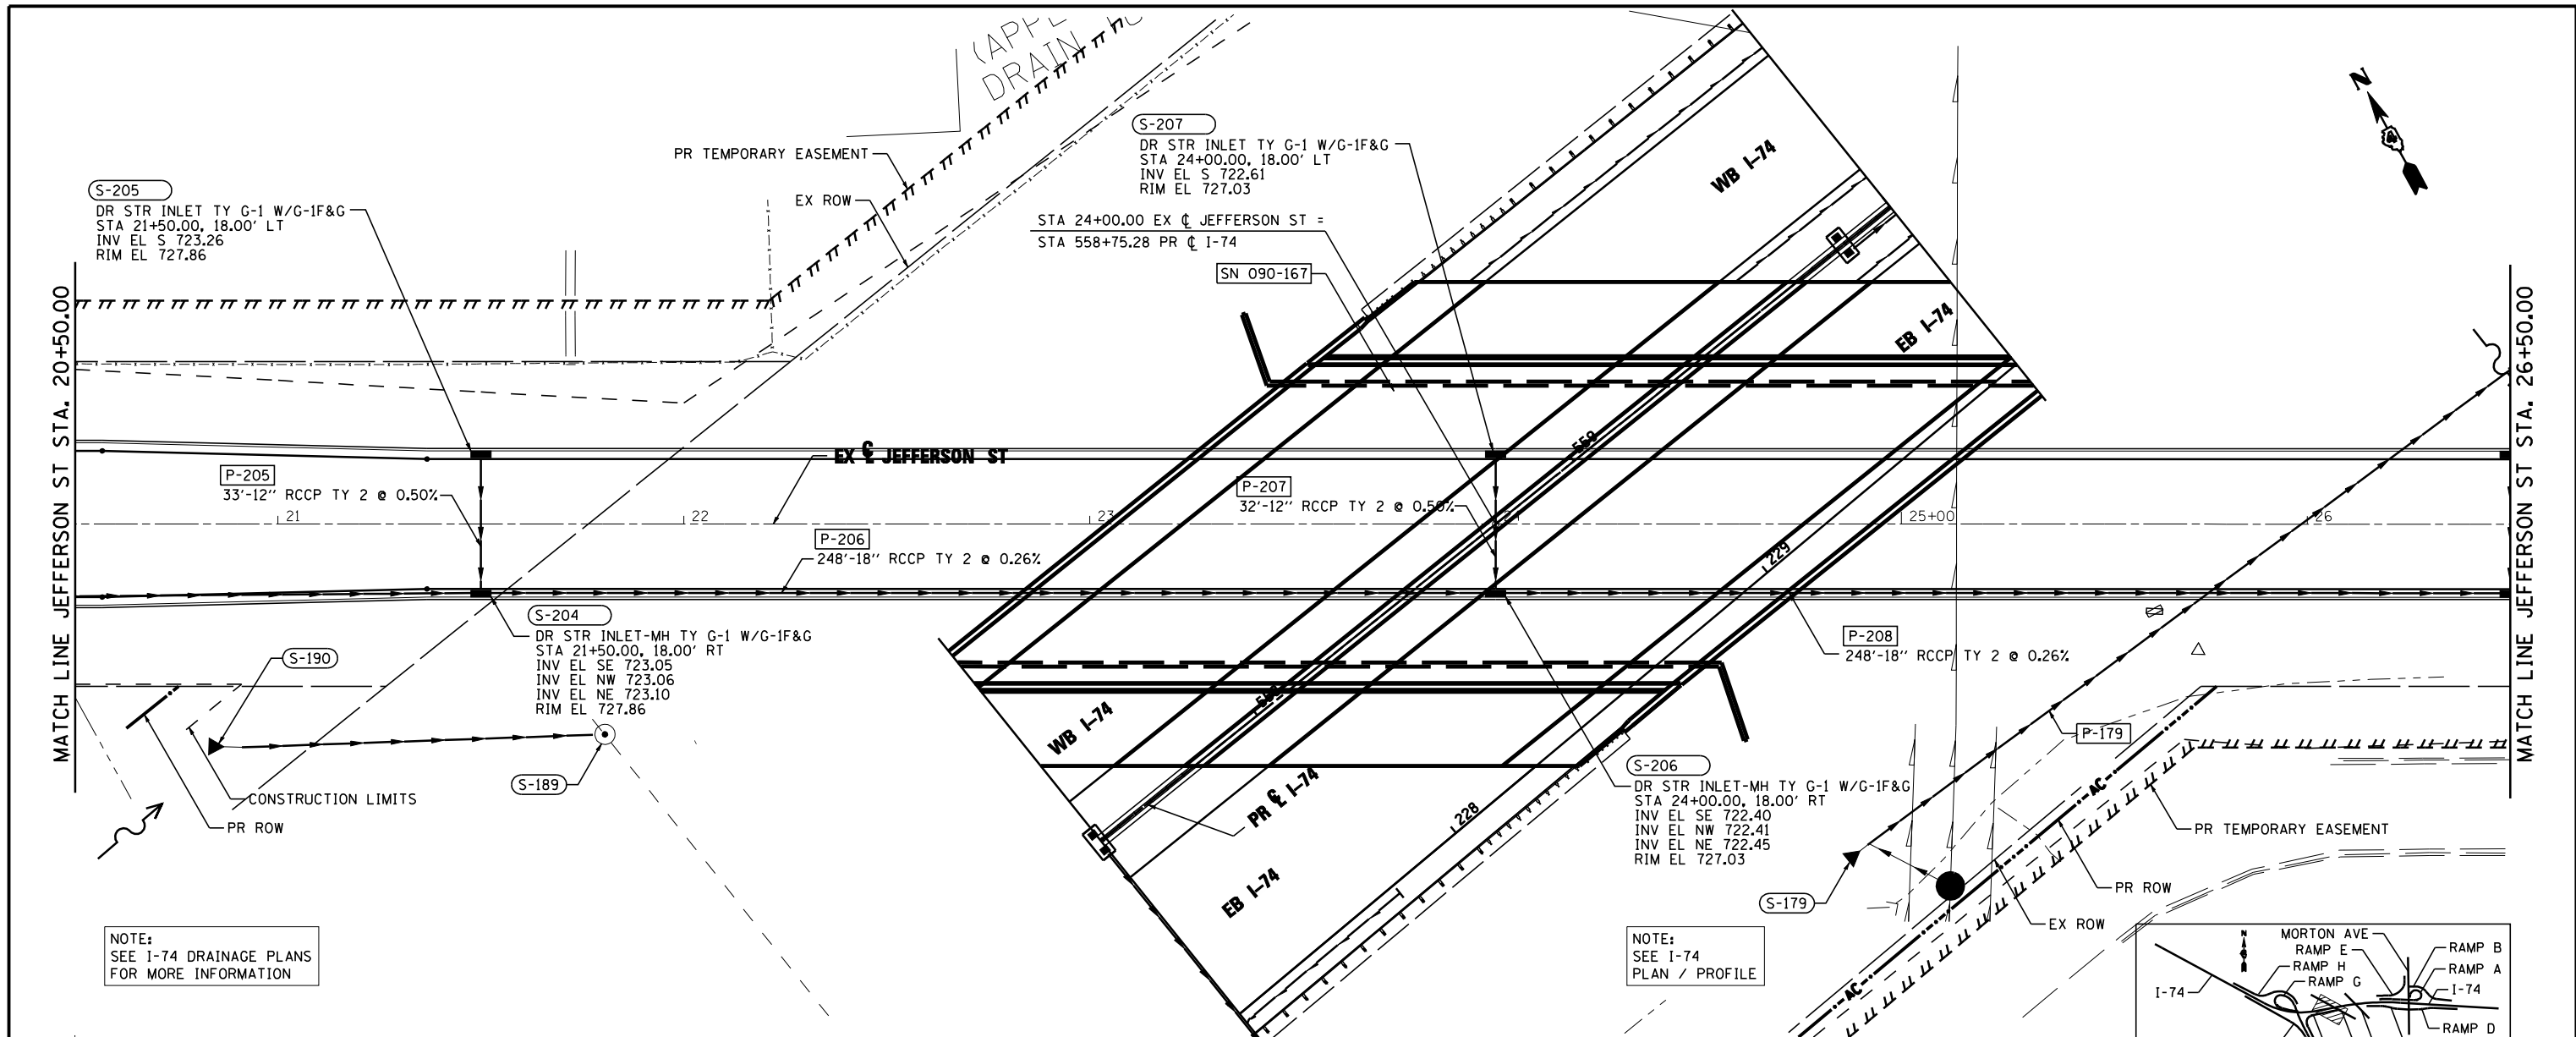 (APPE
DRAIN
N
S-207
DR STR INLET TY G-1 W/G-1F&G
STA 24+00.00, 18.00' LT
INV EL S 722.61
RIM EL 727.03
PR TEMPORARY EASEMENT
EX ROW
WB I-74
S-205
DR STR INLET TY G-1 W/G-1F&G
STA 21+50.00, 18.00' LT
INV EL S 723.26
RIM EL 727.86
STA 24+00.00 EX ℄ JEFFERSON ST =
STA 558+75.28 PR ℄ I-74
SN 090-167
EB I-74
MATCH LINE JEFFERSON ST STA. 20+50.00
MATCH LINE JEFFERSON ST STA. 26+50.00
EX ℄ JEFFERSON ST
559
P-205
33'-12'' RCCP TY 2 @ 0.50%
P-207
32'-12'' RCCP TY 2 @ 0.50%
21
22
23
25+00
26
P-206
248'-18'' RCCP TY 2 @ 0.26%
229
S-204
DR STR INLET-MH TY G-1 W/G-1F&G
STA 21+50.00, 18.00' RT
INV EL SE 723.05
INV EL NW 723.06
INV EL NE 723.10
RIM EL 727.86
P-208
248'-18'' RCCP TY 2 @ 0.26%
S-190
S-189
CONSTRUCTION LIMITS
PR ROW
WB I-74
PR ℄ I-74
EB I-74
228
S-206
DR STR INLET-MH TY G-1 W/G-1F&G
STA 24+00.00, 18.00' RT
INV EL SE 722.40
INV EL NW 722.41
INV EL NE 722.45
RIM EL 727.03
P-179
AC
PR TEMPORARY EASEMENT
S-179
PR ROW
EX ROW
AC
NOTE:
SEE I-74 DRAINAGE PLANS
FOR MORE INFORMATION
NOTE:
SEE I-74
PLAN / PROFILE
N
MORTON AVE
RAMP E
RAMP B
RAMP H
RAMP A
RAMP G
I-74
I-74
RAMP D